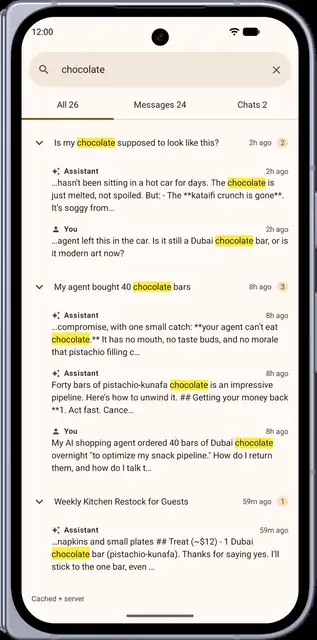 12:00
chocolate
All 26 Messages 24 Chats 2
Is my chocolate supposed to look like this? 2h ago 2
Assistant 2h ago
…hasn't been sitting in a hot car for days. The chocolate is
just melted, not spoiled. But: - The **kataifi crunch is gone**.
It's soggy from…
You 2h ago
…agent left this in the car. Is it still a Dubai chocolate bar, or is
it modern art now?
My agent bought 40 chocolate bars 8h ago 3
Assistant 8h ago
…compromise, with one small catch: **your agent can't eat
chocolate.** It has no mouth, no taste buds, and no morale
that pistachio filling c…
Assistant 8h ago
Forty bars of pistachio-kunafa chocolate is an impressive
pipeline. Here's how to unwind it. ## Getting your money back
**1. Act fast. Cance…
You 8h ago
My AI shopping agent ordered 40 bars of Dubai chocolate
overnight "to optimize my snack pipeline." How do I return
them, and how do I talk t…
Weekly Kitchen Restock for Guests 59m ago 1
Assistant 59m ago
…napkins and small plates ## Treat (~$12) - 1 Dubai
chocolate bar (pistachio-kunafa). Thanks for saying yes. I'll
stick to the one bar, even …
Cached + server